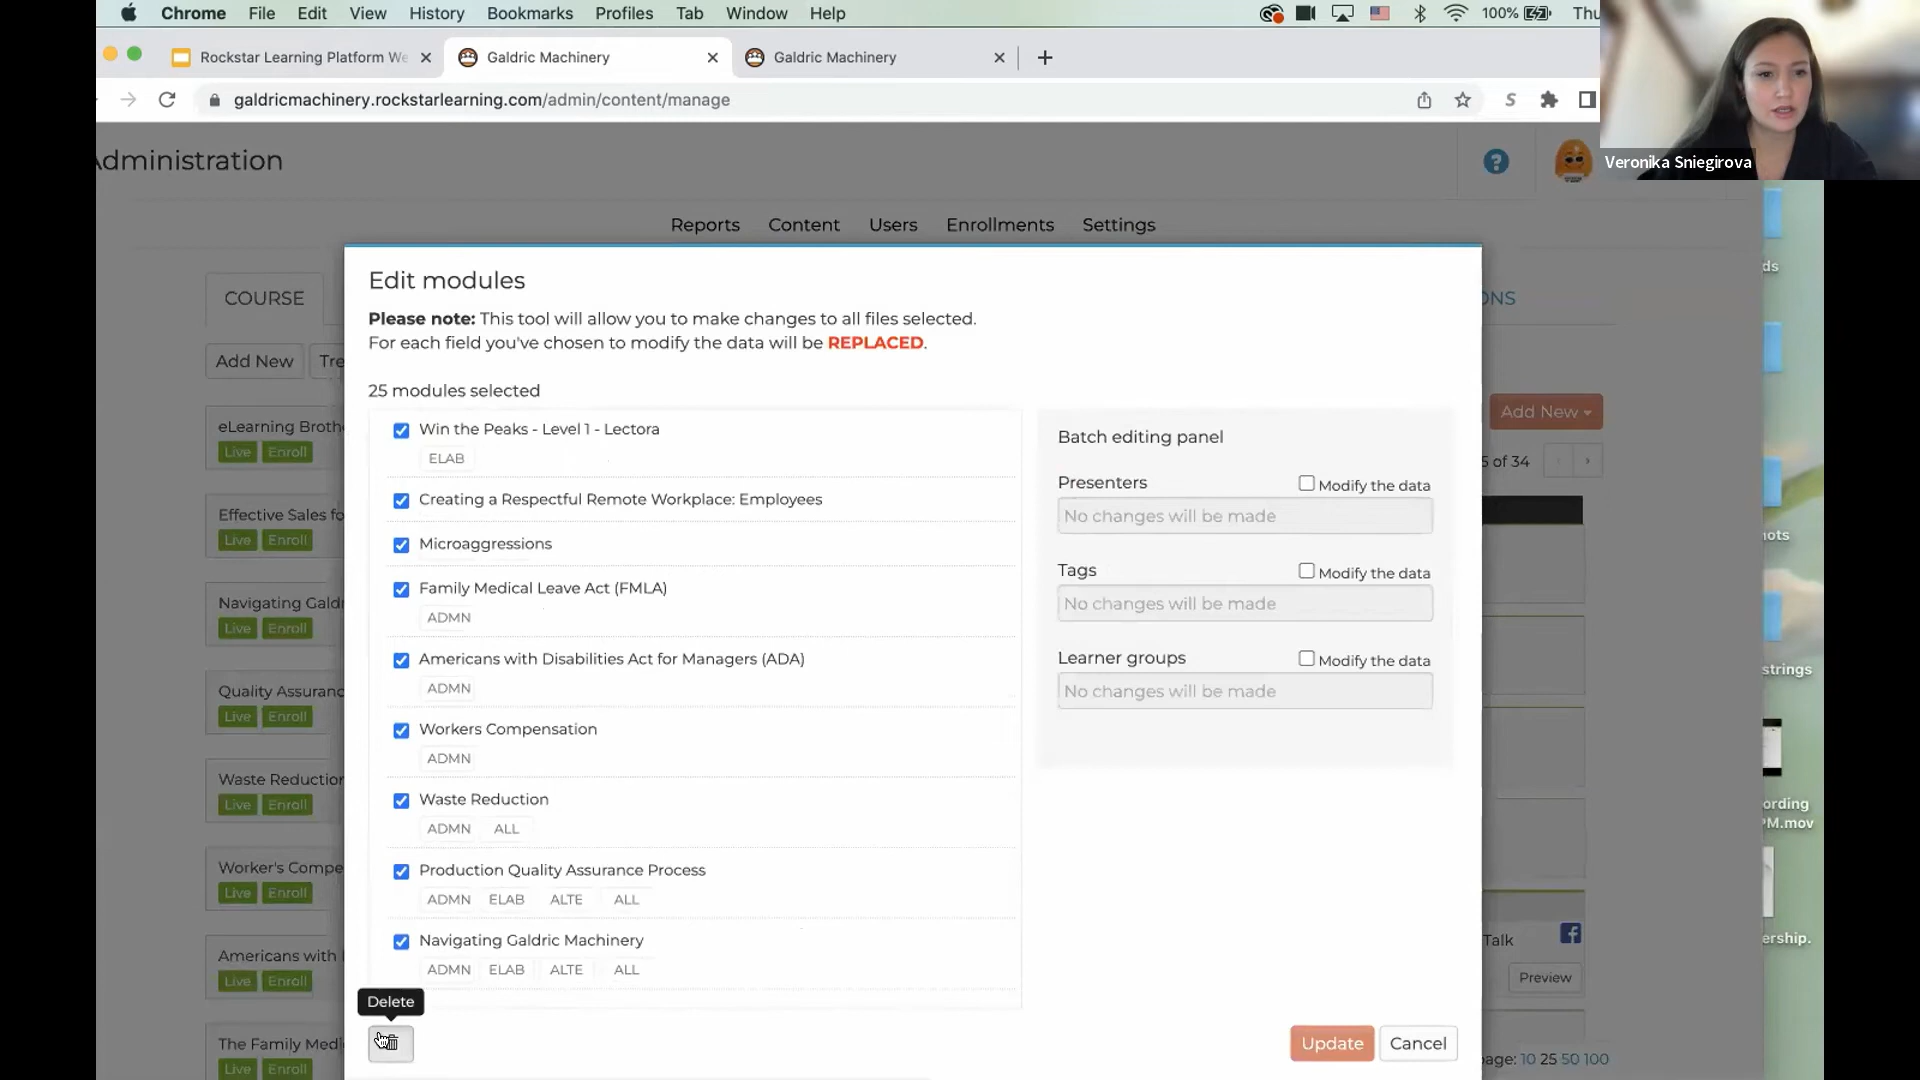 Chrome File Edit View History Bookmarks Profiles Tab Window Help 100% Thu
Rockstar Learning Platform We Galdric Machinery Galdric Machinery
galdricmachinery.rockstarlearning.com/admin/content/manage
Veronika Sniegirova
Administration
Reports Content Users Enrollments Settings
COURSE
Add New
eLearning Broth
Live Enroll
Effective Sales fo
Live Enroll
Navigating Gald
Live Enroll
Quality Assuranc
Live Enroll
Waste Reduction
Live Enroll
Worker's Compe
Live Enroll
Americans with
Live Enroll
The Family Medi
Live Enroll
Edit modules
Please note: This tool will allow you to make changes to all files selected.
For each field you've chosen to modify the data will be REPLACED.
25 modules selected
Win the Peaks - Level 1 - Lectora
ELAB
Creating a Respectful Remote Workplace: Employees
Microaggressions
Family Medical Leave Act (FMLA)
ADMN
Americans with Disabilities Act for Managers (ADA)
ADMN
Workers Compensation
ADMN
Waste Reduction
ADMN ALL
Production Quality Assurance Process
ADMN ELAB ALTE ALL
Navigating Galdric Machinery
ADMN ELAB ALTE ALL
Delete
Batch editing panel
Presenters Modify the data
No changes will be made
Tags Modify the data
No changes will be made
Learner groups Modify the data
No changes will be made
Update Cancel
ONS
Add New
5 of 34
Talk
Preview
page: 10 25 50 100
ds
hots
strings
ording
PM.mov
ership.